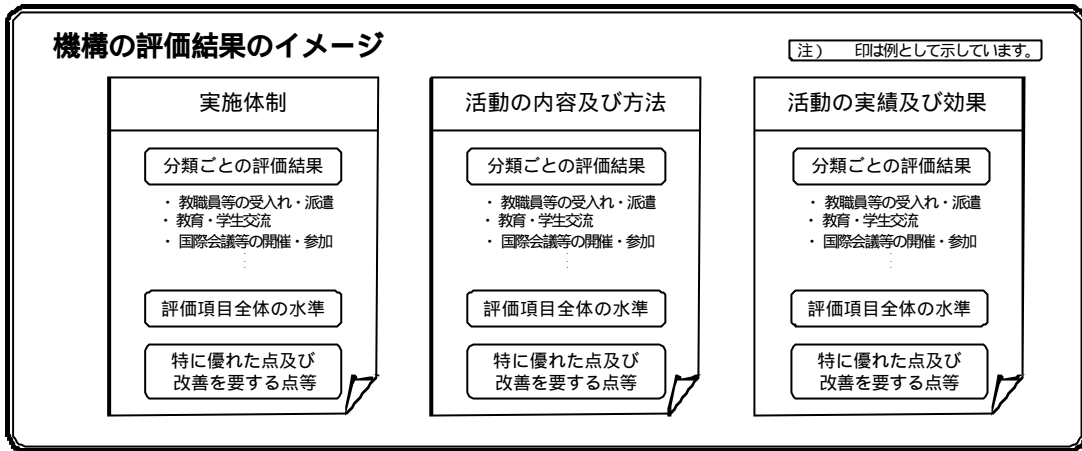 機構の評価結果のイメージ
注) 印は例として示しています。
実施体制
分類ごとの評価結果
・ 教職員等の受入れ・派遣
・ 教育・学生交流
・ 国際会議等の開催・参加
⋮
評価項目全体の水準
特に優れた点及び
改善を要する点等
活動の内容及び方法
分類ごとの評価結果
・ 教職員等の受入れ・派遣
・ 教育・学生交流
・ 国際会議等の開催・参加
⋮
評価項目全体の水準
特に優れた点及び
改善を要する点等
活動の実績及び効果
分類ごとの評価結果
・ 教職員等の受入れ・派遣
・ 教育・学生交流
・ 国際会議等の開催・参加
⋮
評価項目全体の水準
特に優れた点及び
改善を要する点等